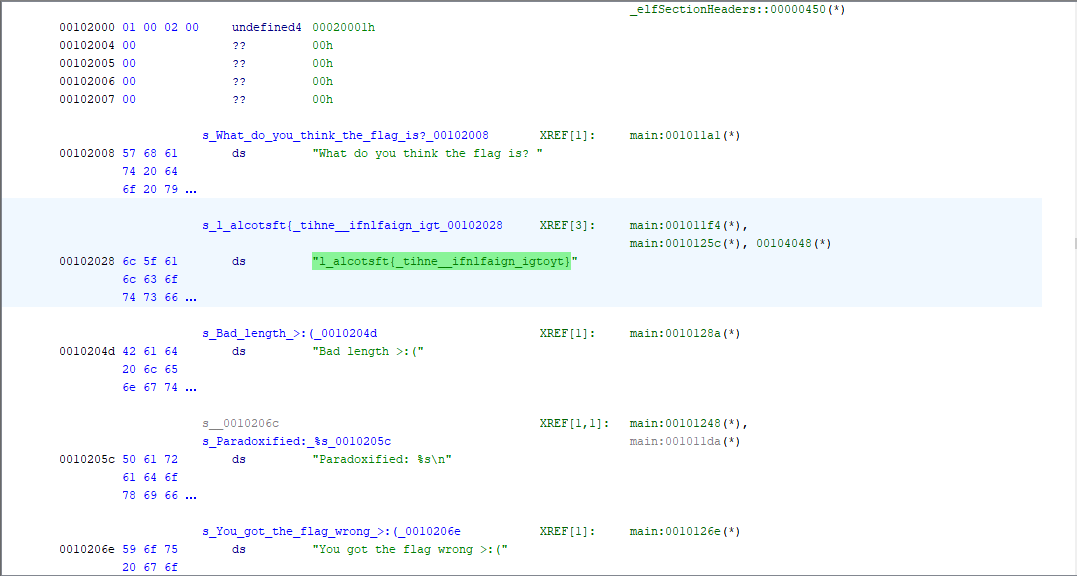 _elfSectionHeaders::00000450(*)
00102000 01 00 02 00 undefined4 00020001h
00102004 00 ?? 00h
00102005 00 ?? 00h
00102006 00 ?? 00h
00102007 00 ?? 00h
s_What_do_you_think_the_flag_is?_00102008 XREF[1]: main:001011a1(*)
00102008 57 68 61 ds "What do you think the flag is? "
74 20 64
6f 20 79 ...
s_l_alcotsft{_tihne__ifnlfaign_igt_00102028 XREF[3]: main:001011f4(*),
main:0010125c(*), 00104048(*)
00102028 6c 5f 61 ds "l_alcotsft{_tihne__ifnlfaign_igtoyt}"
6c 63 6f
74 73 66 ...
s_Bad_length_>:(_0010204d XREF[1]: main:0010128a(*)
0010204d 42 61 64 ds "Bad length >:("
20 6c 65
6e 67 74 ...
s__0010206c XREF[1,1]: main:00101248(*),
s_Paradoxified:_%s_0010205c main:001011da(*)
0010205c 50 61 72 ds "Paradoxified: %s\n"
61 64 6f
78 69 66 ...
s_You_got_the_flag_wrong_>:(_0010206e XREF[1]: main:0010126e(*)
0010206e 59 6f 75 ds "You got the flag wrong >:("
20 67 6f